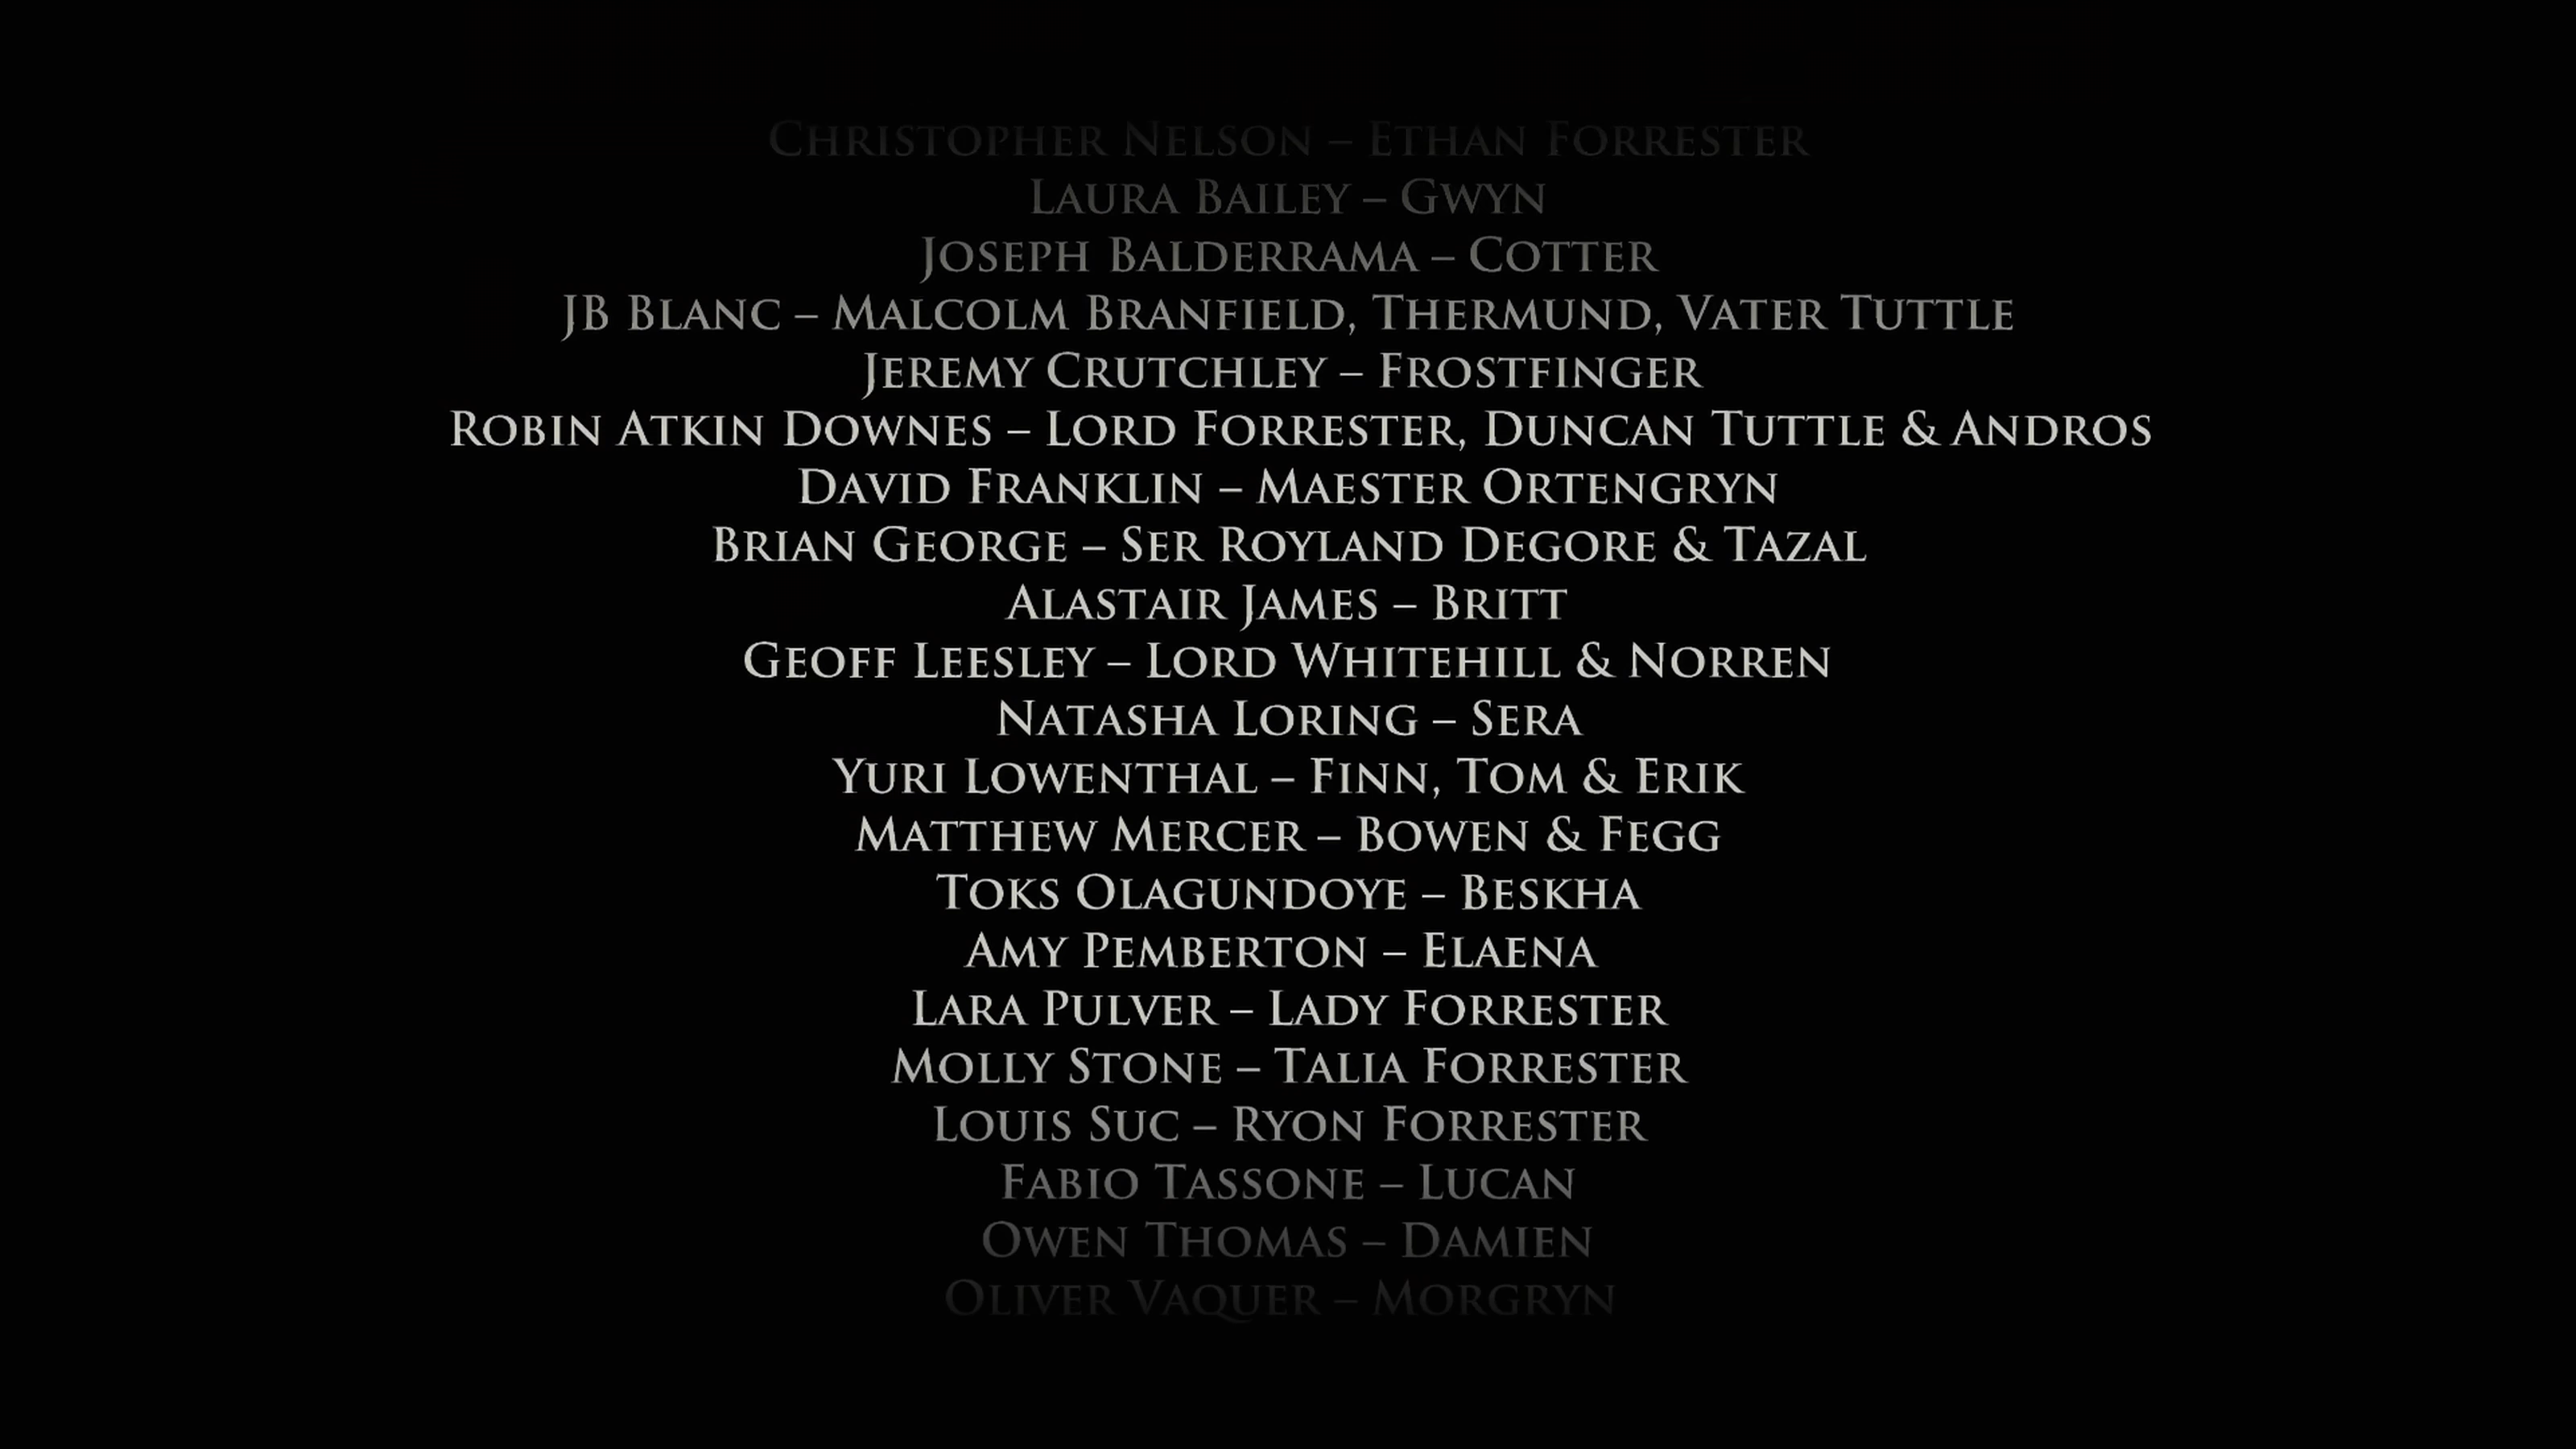 Christopher Nelson – Ethan Forrester
Laura Bailey – Gwyn
Joseph Balderrama – Cotter
JB Blanc – Malcolm Branfield, Thermund, Vater Tuttle
Jeremy Crutchley – Frostfinger
Robin Atkin Downes – Lord Forrester, Duncan Tuttle & Andros
David Franklin – Maester Ortengryn
Brian George – Ser Royland Degore & Tazal
Alastair James – Britt
Geoff Leesley – Lord Whitehill & Norren
Natasha Loring – Sera
Yuri Lowenthal – Finn, Tom & Erik
Matthew Mercer – Bowen & Fegg
Toks Olagundoye – Beskha
Amy Pemberton – Elaena
Lara Pulver – Lady Forrester
Molly Stone – Talia Forrester
Louis Suc – Ryon Forrester
Fabio Tassone – Lucan
Owen Thomas – Damien
Oliver Vaquer – Morgryn